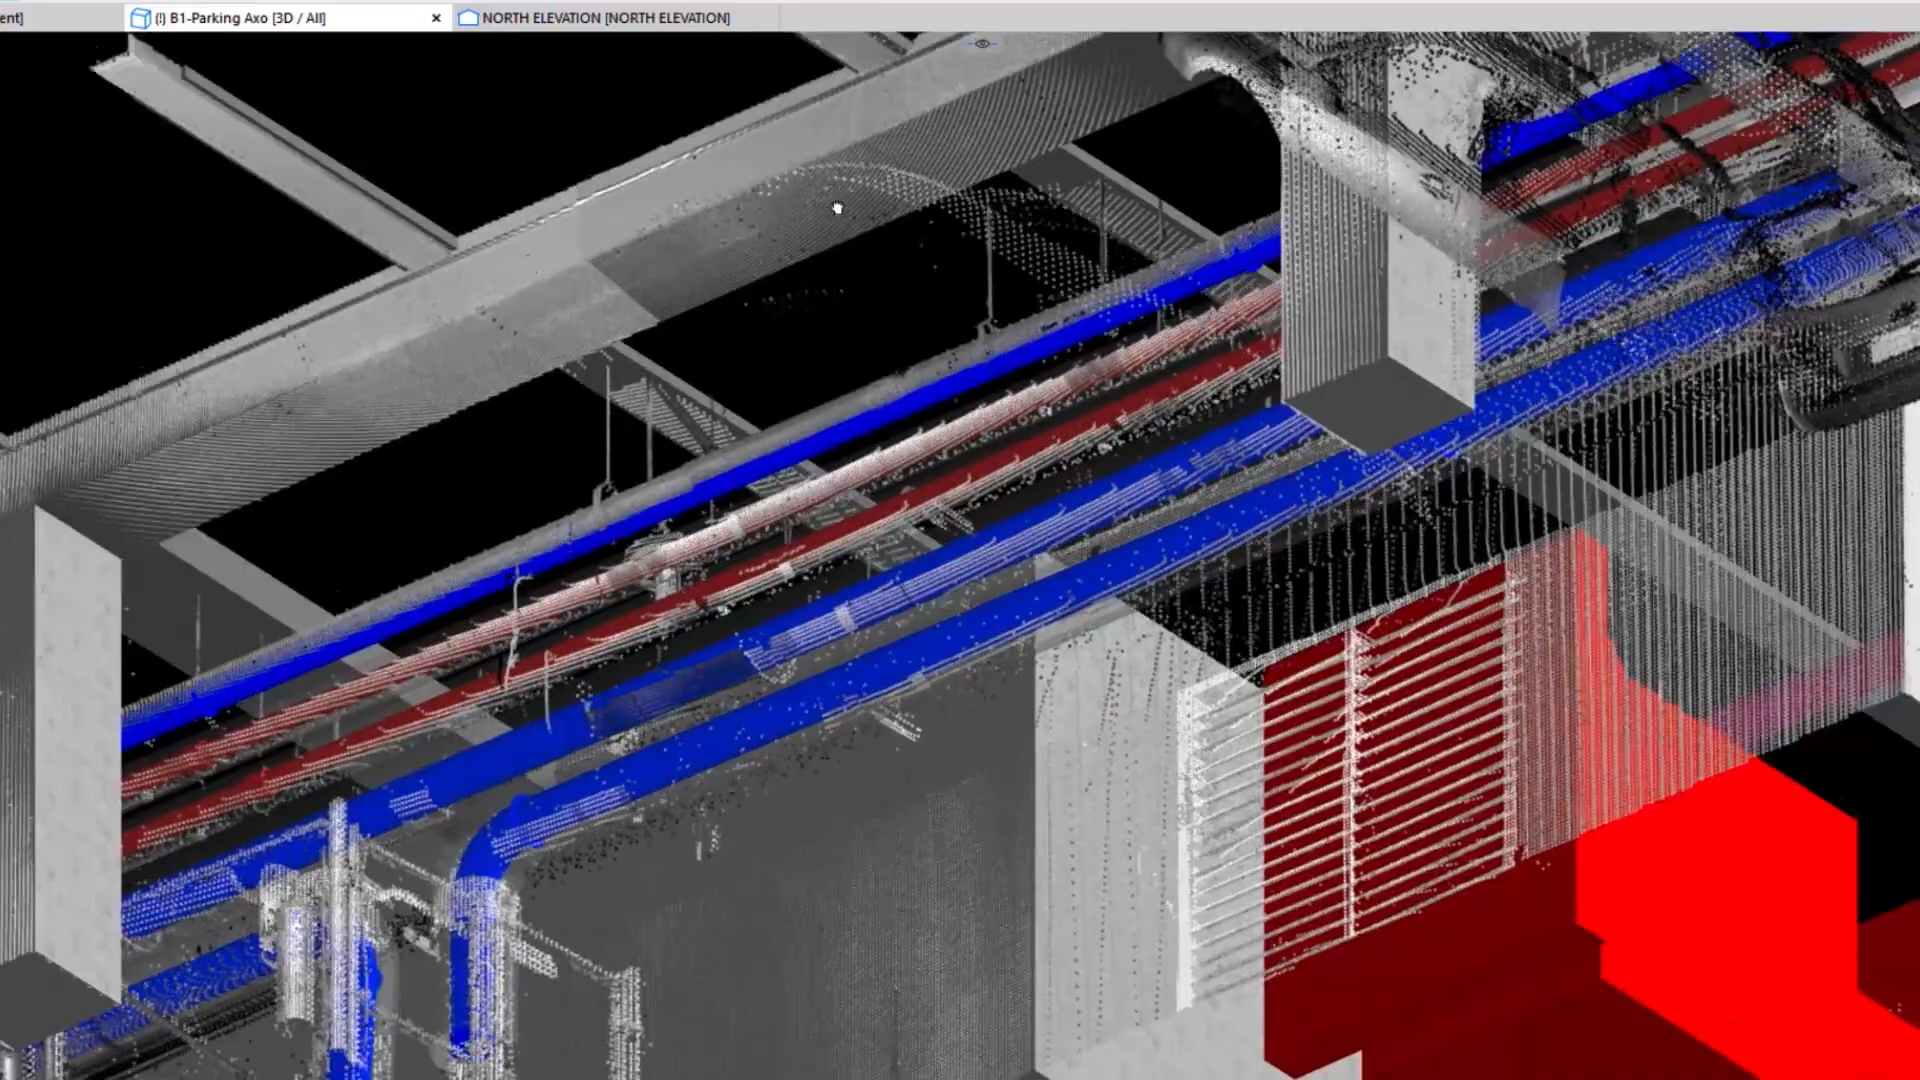 ent]
(!) B1-Parking Axo [3D / All]
NORTH ELEVATION [NORTH ELEVATION]